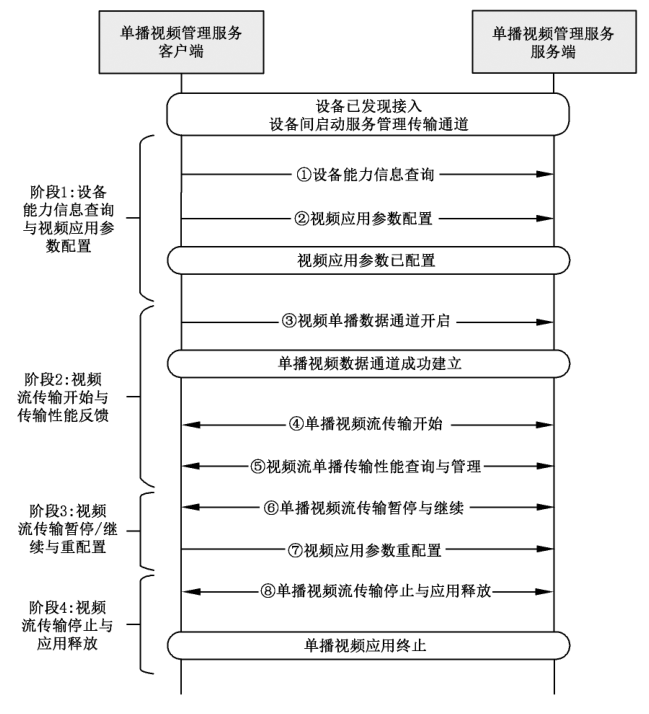 单播视频管理服务
客户端
单播视频管理服务
服务端
设备已发现接入
设备间启动服务管理传输通道
阶段1:设备
能力信息查询
与视频应用参
数配置
①设备能力信息查询
②视频应用参数配置
视频应用参数已配置
阶段2:视频
流传输开始与
传输性能反馈
③视频单播数据通道开启
单播视频数据通道成功建立
④单播视频流传输开始
⑤视频流单播传输性能查询与管理
阶段3:视频
流传输暂停/继
续与重配置
⑥单播视频流传输暂停与继续
⑦视频应用参数重配置
阶段4:视频
流传输停止与
应用释放
⑧单播视频流传输停止与应用释放
单播视频应用终止